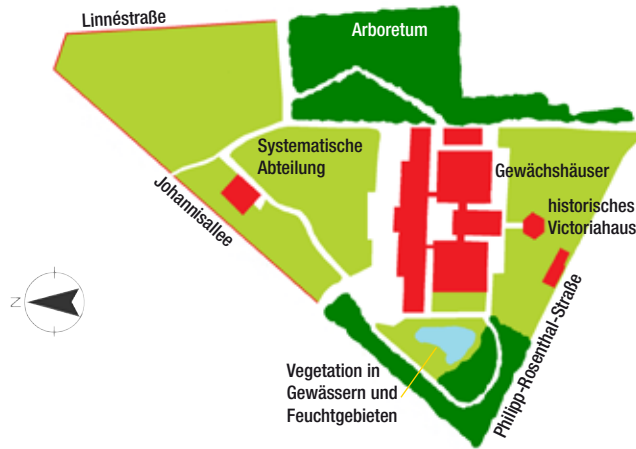 Linnéstraße
Arboretum
Systematische
Abteilung
Gewächshäuser
Johannisallee
historisches
Victoriahaus
N
Philipp-Rosenthal-Straße
Vegetation in
Gewässern und
Feuchtgebieten